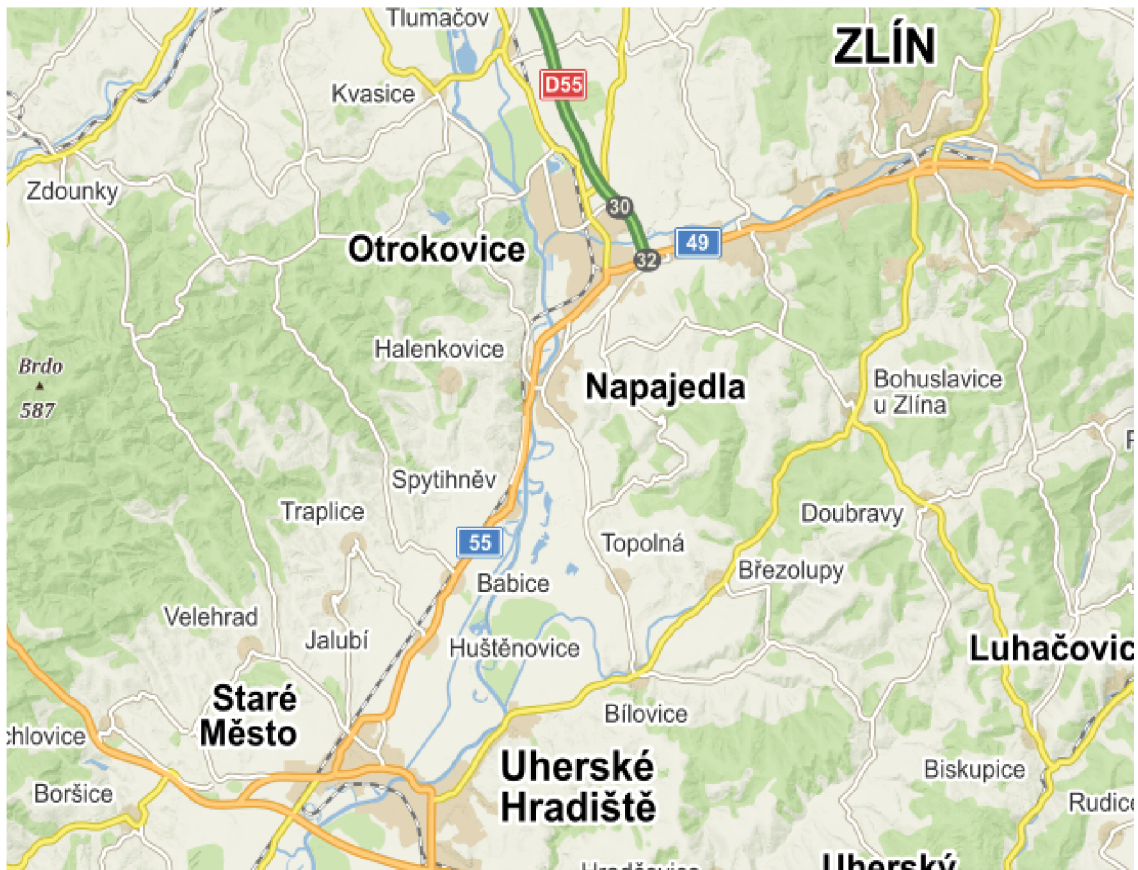 Tlumačov
ZLÍN
D55
Kvasice
Zdounky
30
Otrokovice
49
32
Halenkovice
Brdo
587
Napajedla
Bohuslavice
u Zlína
Spytihněv
Traplice
Doubravy
55
Topolná
Babice
Březolupy
Velehrad
Jalubí
Huštěnovice
Luhačovic
Staré
Město
Bílovice
chlovice
Uherské
Hradiště
Biskupice
Boršice
Rudice
Uherský